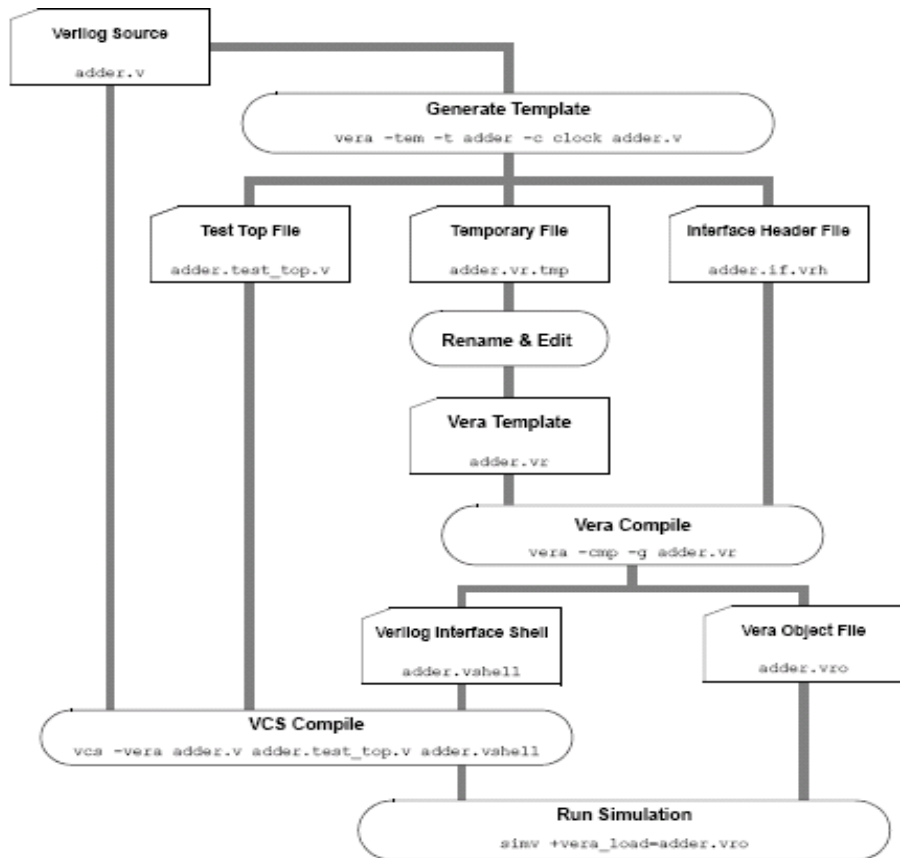 Verilog Source
adder.v
Generate Template
vera -tem -t adder -c clock adder.v
Test Top File
adder.test_top.v
Temporary File
adder.vr.tmp
Interface Header File
adder.if.vrh
Rename & Edit
Vera Template
adder.vr
Vera Compile
vera -cmp -g adder.vr
Verilog Interface Shell
adder.vshell
Vera Object File
adder.vro
VCS Compile
vcs -vera adder.v adder.test_top.v adder.vshell
Run Simulation
simv +vera_load=adder.vro